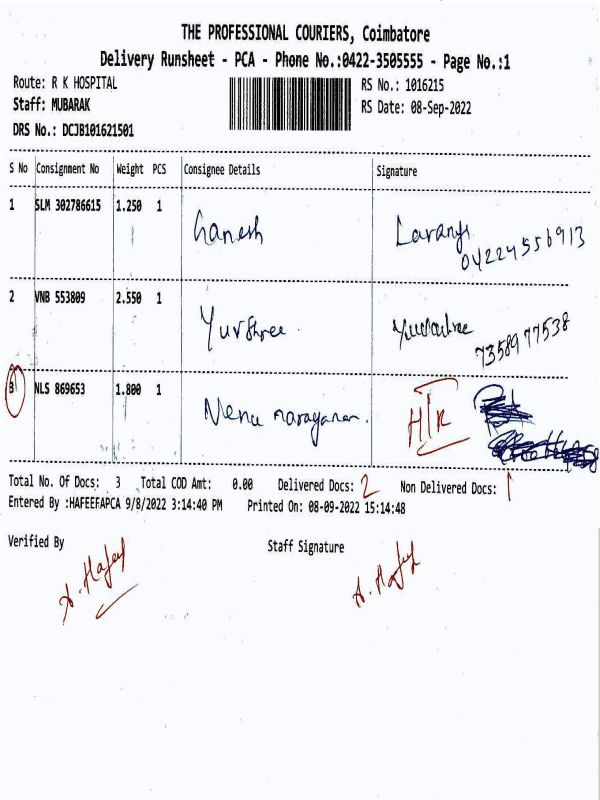 THE PROFESSIONAL COURIERS, Coimbatore
Delivery Runsheet - PCA - Phone No.:0422-3505555 - Page No.:1
Route: R K HOSPITAL
RS No.: 1016215
Staff: MUBARAK
RS Date: 08-Sep-2022
DRS No.: DCJB101621501
S No Consignment No Weight PCS Consignee Details Signature
1 SLM 302786615 1.250 1 Ganesh
04224556913
2 VNB 553809 2.550 1 Yuvshree
7358977538
3 NLS 869653 1.800 1 narayanan.
Total No. Of Docs: 3 Total COD Amt: 0.00 Delivered Docs: 2 Non Delivered Docs: 1
Entered By :HAFEEFAPCA 9/8/2022 3:14:40 PM Printed On: 08-09-2022 15:14:48
Verified By Staff Signature